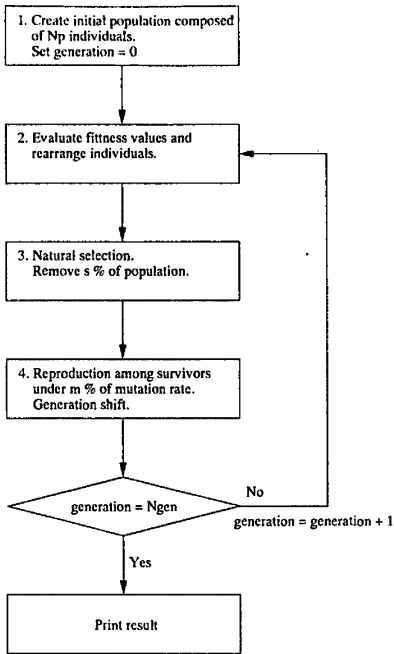 1. Create initial population composed
of Np individuals.
Set generation = 0
2. Evaluate fittness values and
rearrange individuals.
3. Natural selection.
Remove s % of population.
4. Reproduction among survivors
under m % of mutation rate.
Generation shift.
generation = Ngen
No
generation = generation + 1
Yes
Print result